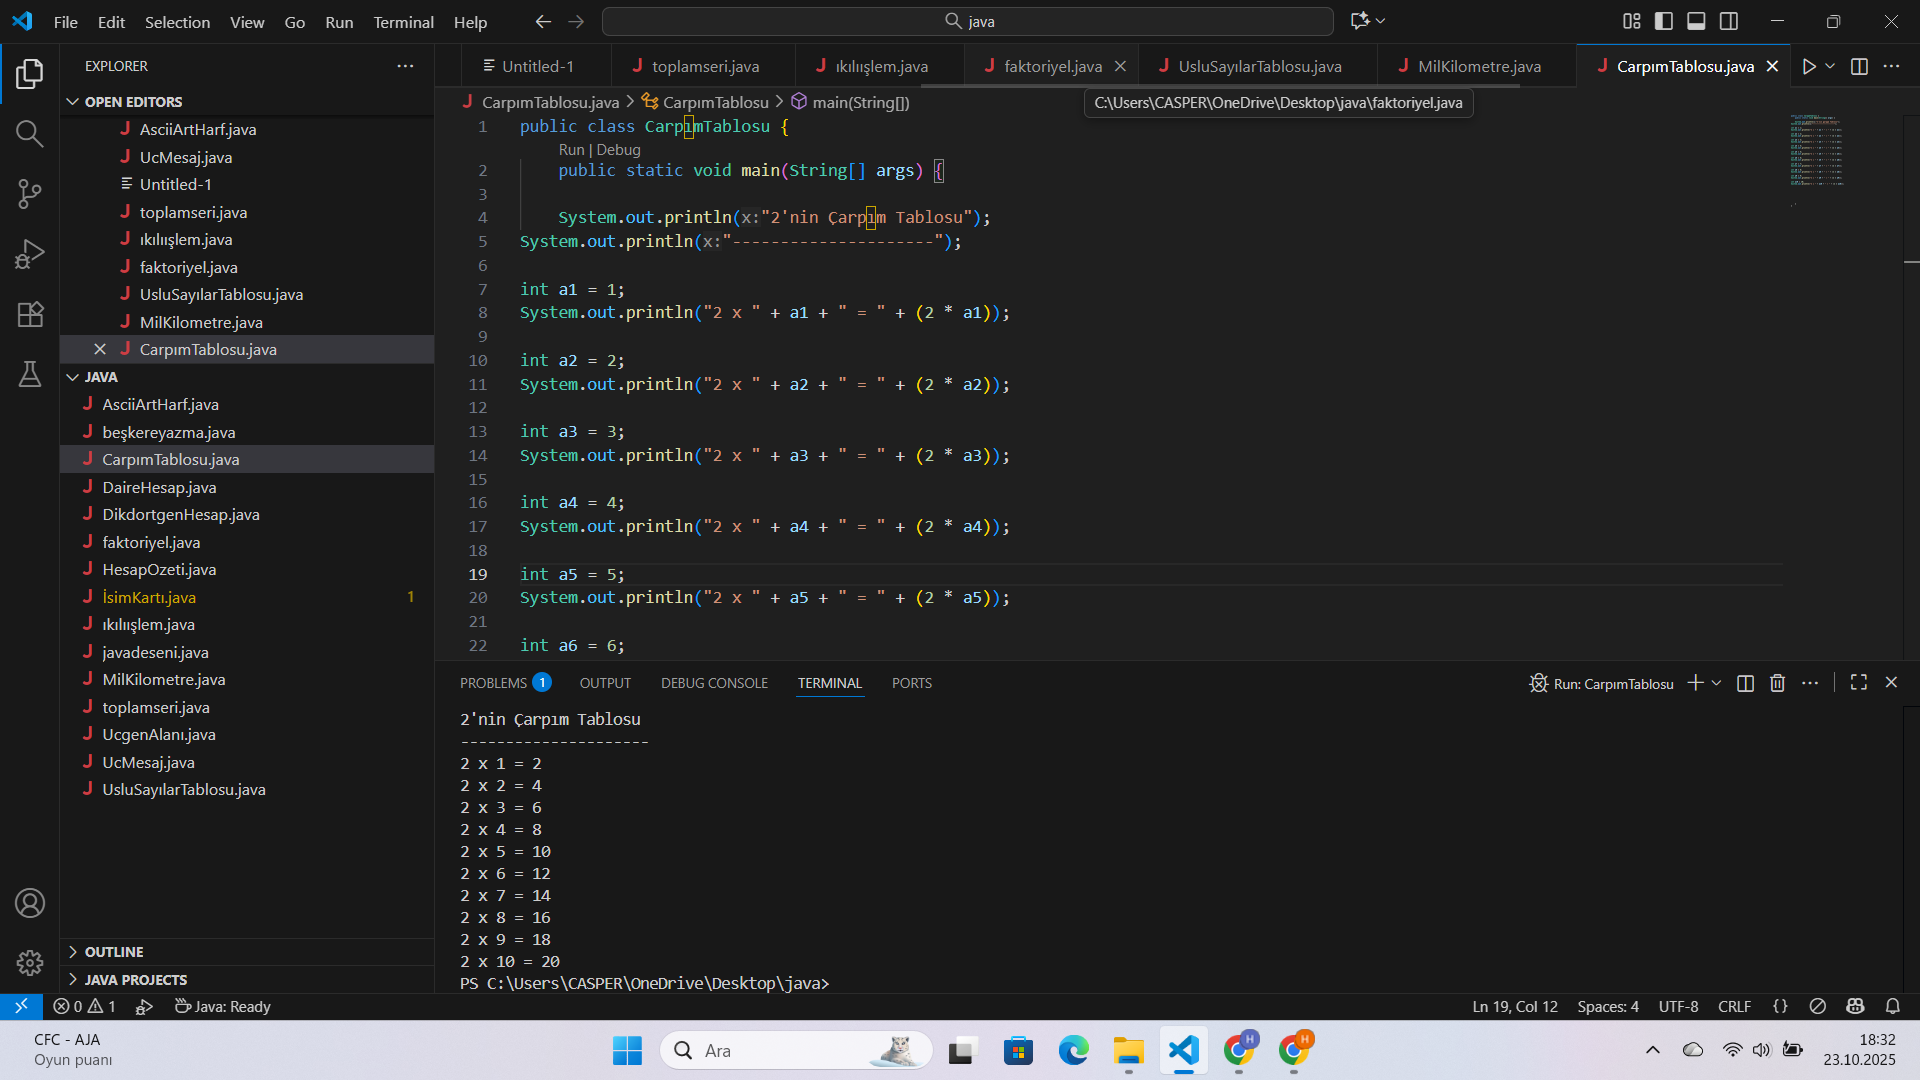 File Edit Selection View Go Run Terminal Help
java
EXPLORER
OPEN EDITORS
AsciiArtHarf.java
UcMesaj.java
Untitled-1
toplamseri.java
ıkılıışlem.java
faktoriyel.java
UsluSayılarTablosu.java
MilKilometre.java
CarpımTablosu.java
JAVA
AsciiArtHarf.java
beşkereyazma.java
CarpımTablosu.java
DaireHesap.java
DikdortgenHesap.java
faktoriyel.java
HesapOzeti.java
İsimKartı.java 1
ıkılıışlem.java
javadeseni.java
MilKilometre.java
toplamseri.java
UcgenAlanı.java
UcMesaj.java
UsluSayılarTablosu.java
OUTLINE
JAVA PROJECTS
Untitled-1 toplamseri.java ıkılıışlem.java faktoriyel.java UsluSayılarTablosu.java MilKilometre.java CarpımTablosu.java
CarpımTablosu.java > CarpımTablosu > main(String[])
C:\Users\CASPER\OneDrive\Desktop\java\faktoriyel.java
1 public class CarpımTablosu {
Run | Debug
2 public static void main(String[] args) {
3
4 System.out.println(x:"2'nin Çarpım Tablosu");
5 System.out.println(x:"---------------------");
6
7 int a1 = 1;
8 System.out.println("2 x " + a1 + " = " + (2 * a1));
9
10 int a2 = 2;
11 System.out.println("2 x " + a2 + " = " + (2 * a2));
12
13 int a3 = 3;
14 System.out.println("2 x " + a3 + " = " + (2 * a3));
15
16 int a4 = 4;
17 System.out.println("2 x " + a4 + " = " + (2 * a4));
18
19 int a5 = 5;
20 System.out.println("2 x " + a5 + " = " + (2 * a5));
21
22 int a6 = 6;
PROBLEMS 1 OUTPUT DEBUG CONSOLE TERMINAL PORTS
Run: CarpımTablosu
2'nin Çarpım Tablosu
---------------------
2 x 1 = 2
2 x 2 = 4
2 x 3 = 6
2 x 4 = 8
2 x 5 = 10
2 x 6 = 12
2 x 7 = 14
2 x 8 = 16
2 x 9 = 18
2 x 10 = 20
PS C:\Users\CASPER\OneDrive\Desktop\java>
0 1 Java: Ready
Ln 19, Col 12 Spaces: 4 UTF-8 CRLF {}
CFC - AJA
Oyun puanı
Ara
H
H
18:32
23.10.2025